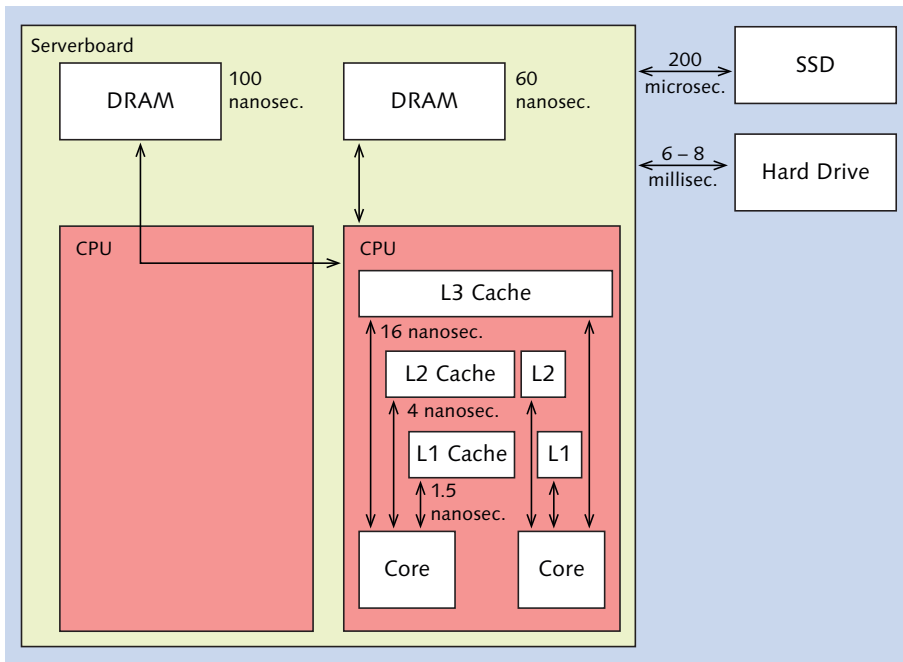 Serverboard
DRAM
100
nanosec.
DRAM
60
nanosec.
200
microsec.
SSD
6 – 8
millisec.
Hard Drive
CPU
CPU
L3 Cache
16 nanosec.
L2 Cache
L2
4 nanosec.
L1 Cache
L1
1.5
nanosec.
Core
Core